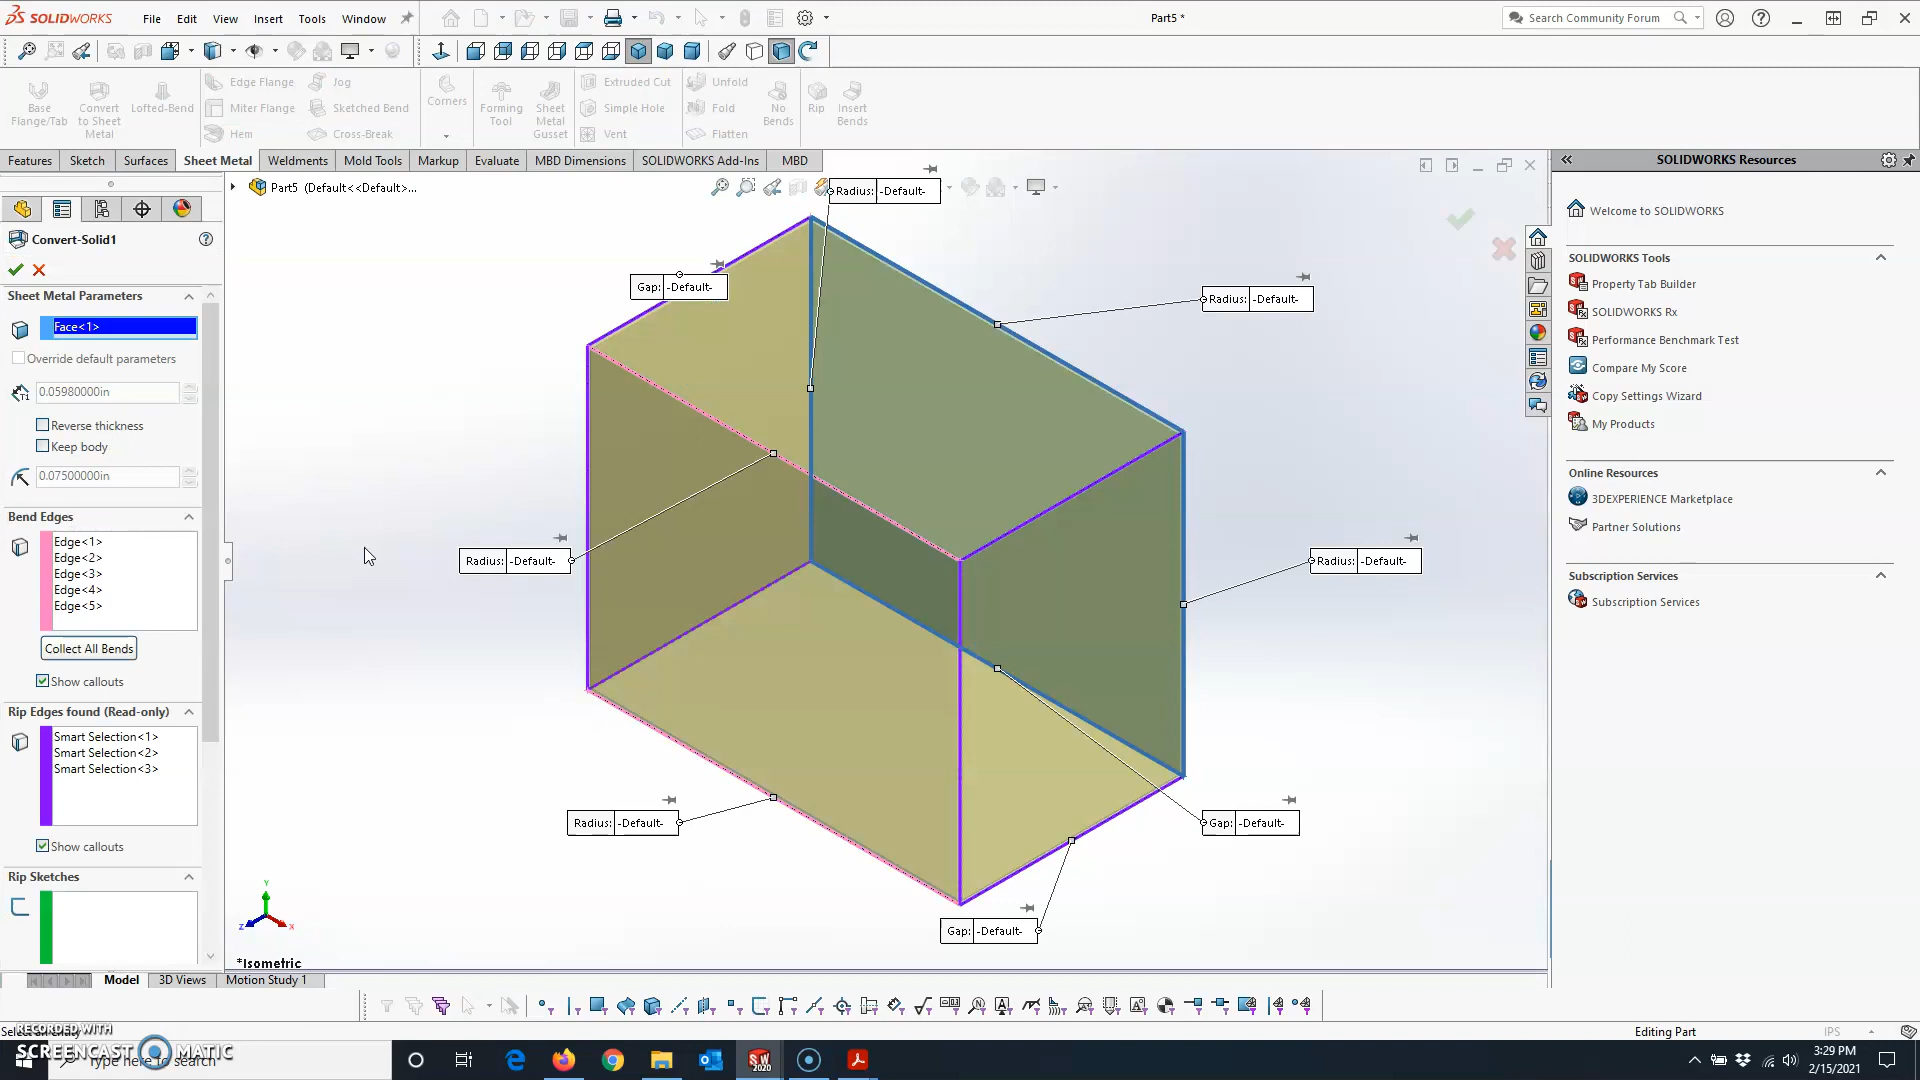 SOLIDWORKS File Edit View Insert Tools Window Part5 * Search Community Forum
Base Flange/Tab
Convert to Sheet Metal
Lofted-Bend
Edge Flange
Miter Flange
Hem
Jog
Sketched Bend
Cross-Break
Corners
Forming Tool
Sheet Metal Gusset
Extruded Cut
Simple Hole
Vent
Unfold
Fold
Flatten
No Bends
Rip
Insert Bends
Features Sketch Surfaces Sheet Metal Weldments Mold Tools Markup Evaluate MBD Dimensions SOLIDWORKS Add-Ins MBD
Part5 (Default<<Default>...
Convert-Solid1
Sheet Metal Parameters
Face<1>
Override default parameters
0.05980000in
Reverse thickness
Keep body
0.07500000in
Bend Edges
Edge<1>
Edge<2>
Edge<3>
Edge<4>
Edge<5>
Collect All Bends
Show callouts
Rip Edges found (Read-only)
Smart Selection<1>
Smart Selection<2>
Smart Selection<3>
Show callouts
Rip Sketches
Radius: -Default-
Gap: -Default-
Radius: -Default-
Radius: -Default-
Radius: -Default-
Radius: -Default-
Gap: -Default-
Gap: -Default-
Y
Z
X
*Isometric
SOLIDWORKS Resources
Welcome to SOLIDWORKS
SOLIDWORKS Tools
Property Tab Builder
SOLIDWORKS Rx
Performance Benchmark Test
Compare My Score
Copy Settings Wizard
My Products
Online Resources
3DEXPERIENCE Marketplace
Partner Solutions
Subscription Services
Subscription Services
Model 3D Views Motion Study 1
Editing Part IPS
RECORDED WITH
SCREENCAST MATIC
Type here to search
SW 2020
3:29 PM
2/15/2021